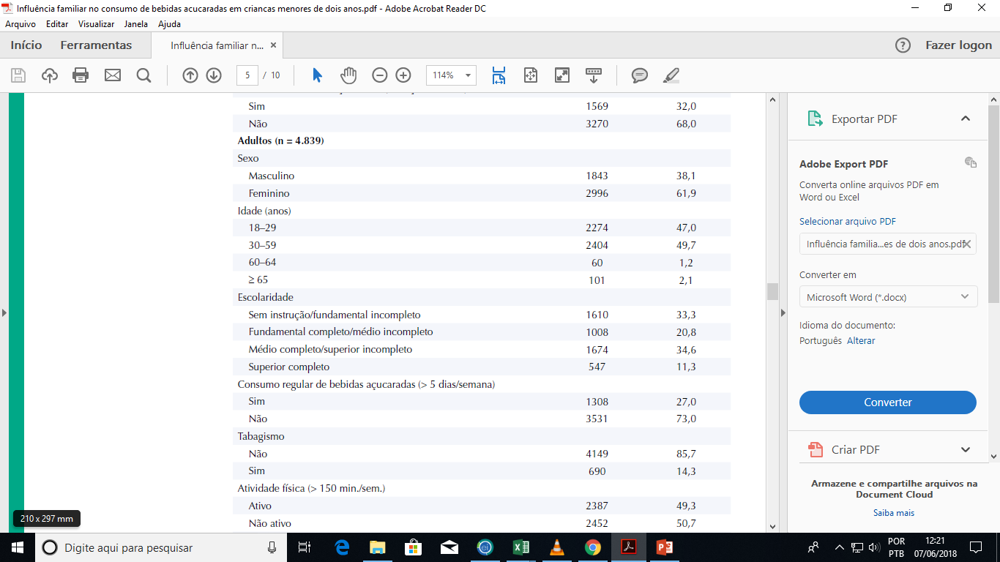 Influência familiar no consumo de bebidas acucaradas em criancas menores de dois anos.pdf - Adobe Acrobat Reader DC
Arquivo Editar Visualizar Janela Ajuda
Início Ferramentas Influência familiar n... × Fazer logon
5 / 10 114%
Sim 1569 32,0
Não 3270 68,0
Adultos (n = 4.839)
Sexo
Masculino 1843 38,1
Feminino 2996 61,9
Idade (anos)
18–29 2274 47,0
30–59 2404 49,7
60–64 60 1,2
≥ 65 101 2,1
Escolaridade
Sem instrução/fundamental incompleto 1610 33,3
Fundamental completo/médio incompleto 1008 20,8
Médio completo/superior incompleto 1674 34,6
Superior completo 547 11,3
Consumo regular de bebidas açucaradas (> 5 dias/semana)
Sim 1308 27,0
Não 3531 73,0
Tabagismo
Não 4149 85,7
Sim 690 14,3
Atividade física (> 150 min./sem.)
Ativo 2387 49,3
Não ativo 2452 50,7
210 x 297 mm
Exportar PDF
Adobe Export PDF
Converta online arquivos PDF em
Word ou Excel
Selecionar arquivo PDF
Influência familia...es de dois anos.pdf
Converter em
Microsoft Word (*.docx)
Idioma do documento:
Português Alterar
Converter
Criar PDF
Armazene e compartilhe arquivos na
Document Cloud
Saiba mais
Digite aqui para pesquisar
POR
PTB
12:21
07/06/2018